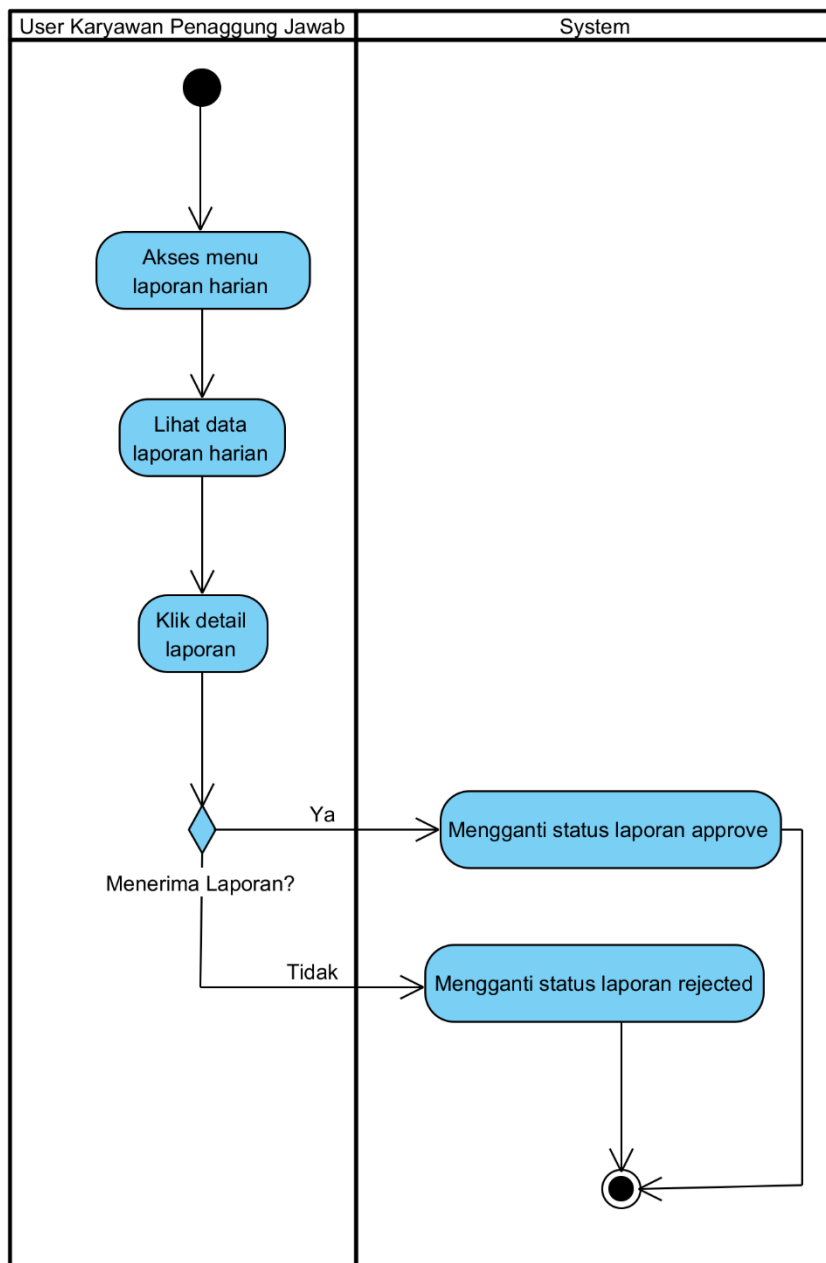 User Karyawan Penaggung Jawab
System
Akses menu
laporan harian
Lihat data
laporan harian
Klik detail
laporan
Ya
Mengganti status laporan approve
Menerima Laporan?
Tidak
Mengganti status laporan rejected